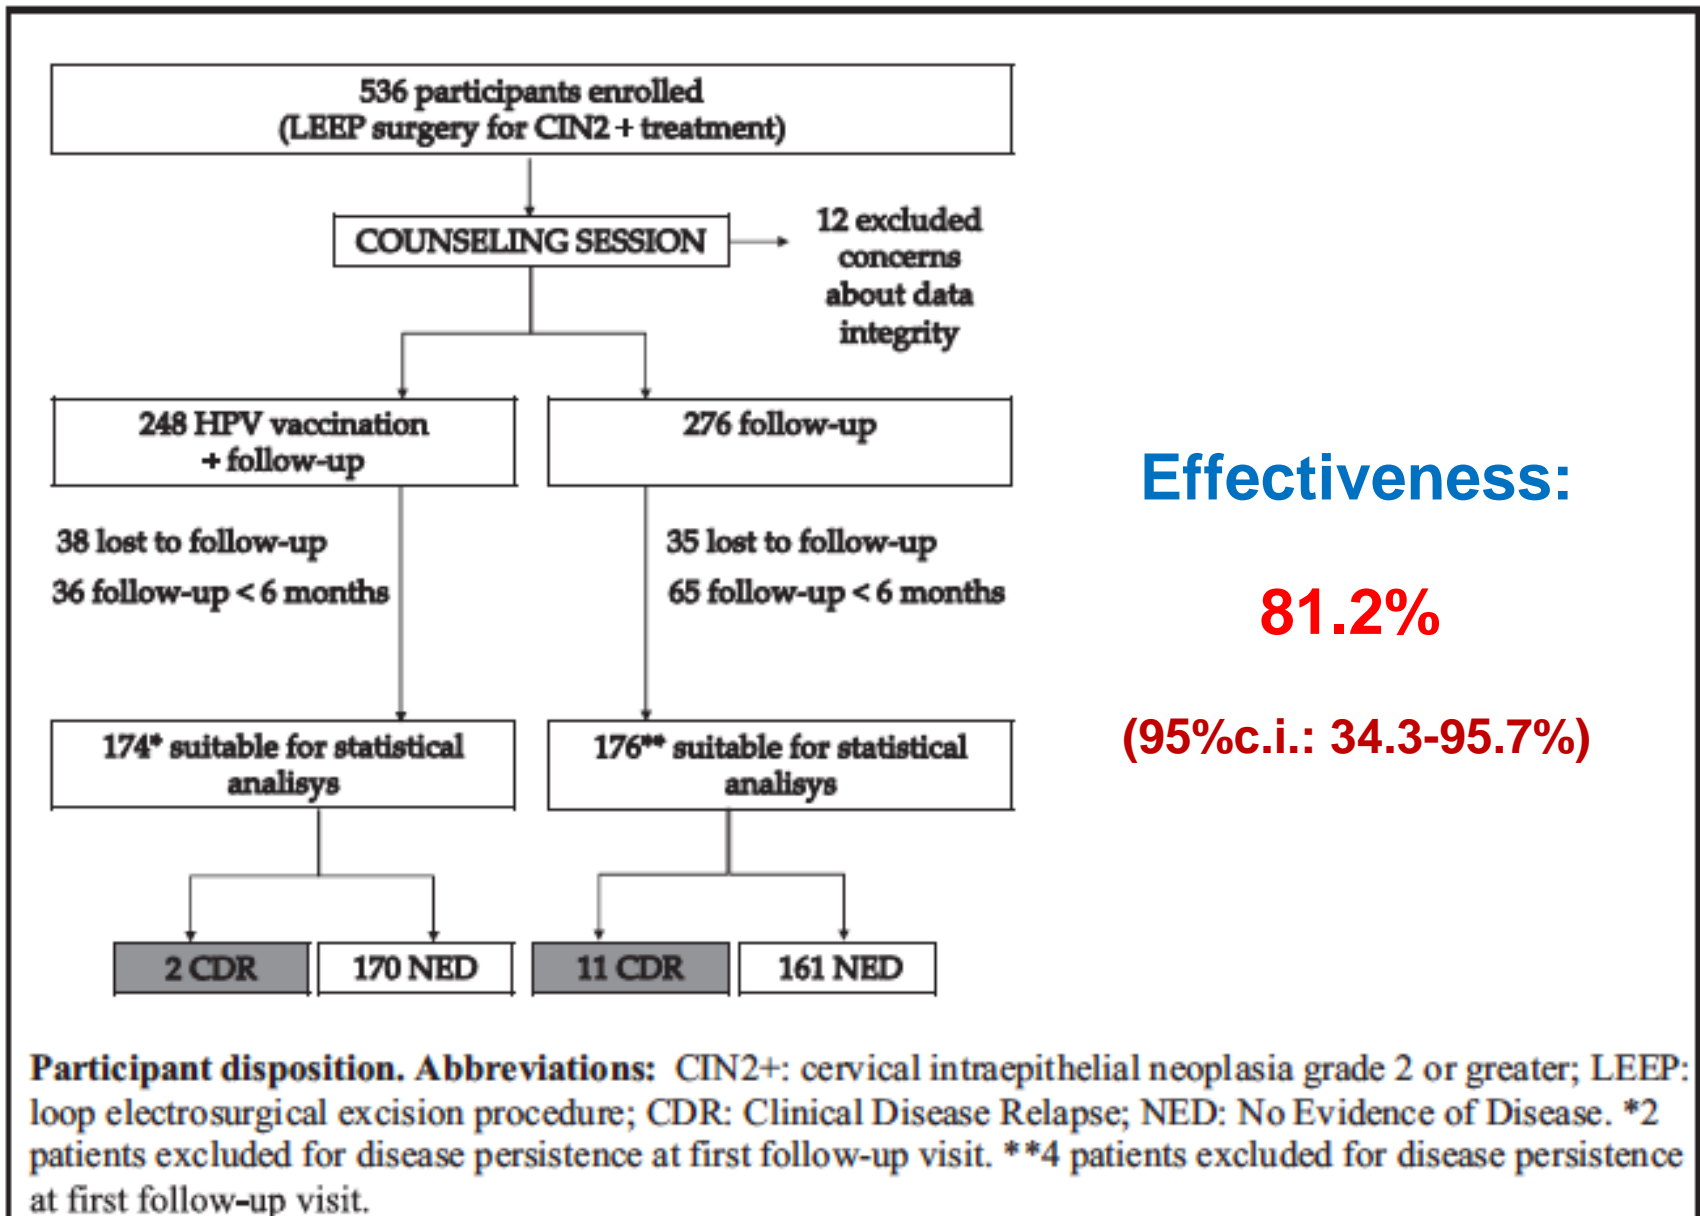 536 participants enrolled
(LEEP surgery for CIN2 + treatment)
COUNSELING SESSION
12 excluded
concerns
about data
integrity
248 HPV vaccination
+ follow-up
276 follow-up
38 lost to follow-up
36 follow-up < 6 months
35 lost to follow-up
65 follow-up < 6 months
174* suitable for statistical
analisys
176** suitable for statistical
analisys
2 CDR
170 NED
11 CDR
161 NED
Effectiveness:
81.2%
(95%c.i.: 34.3-95.7%)
Participant disposition. Abbreviations: CIN2+: cervical intraepithelial neoplasia grade 2 or greater; LEEP:
loop electrosurgical excision procedure; CDR: Clinical Disease Relapse; NED: No Evidence of Disease. *2
patients excluded for disease persistence at first follow-up visit. **4 patients excluded for disease persistence
at first follow-up visit.